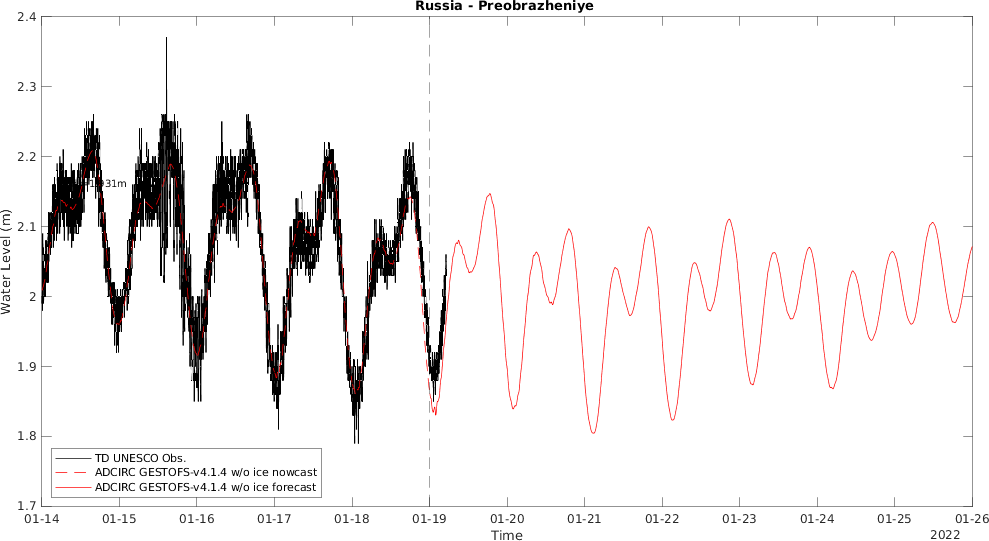 Russia - Preobrazheniye
2.4
2.3
2.2
2.1
2
1.9
1.8
1.7
Water Level (m)
TD UNESCO Obs.
ADCIRC GESTOFS-v4.1.4 w/o ice nowcast
ADCIRC GESTOFS-v4.1.4 w/o ice forecast
01-14 01-15 01-16 01-17 01-18 01-19 01-20 01-21 01-22 01-23 01-24 01-25 01-26
Time
2022